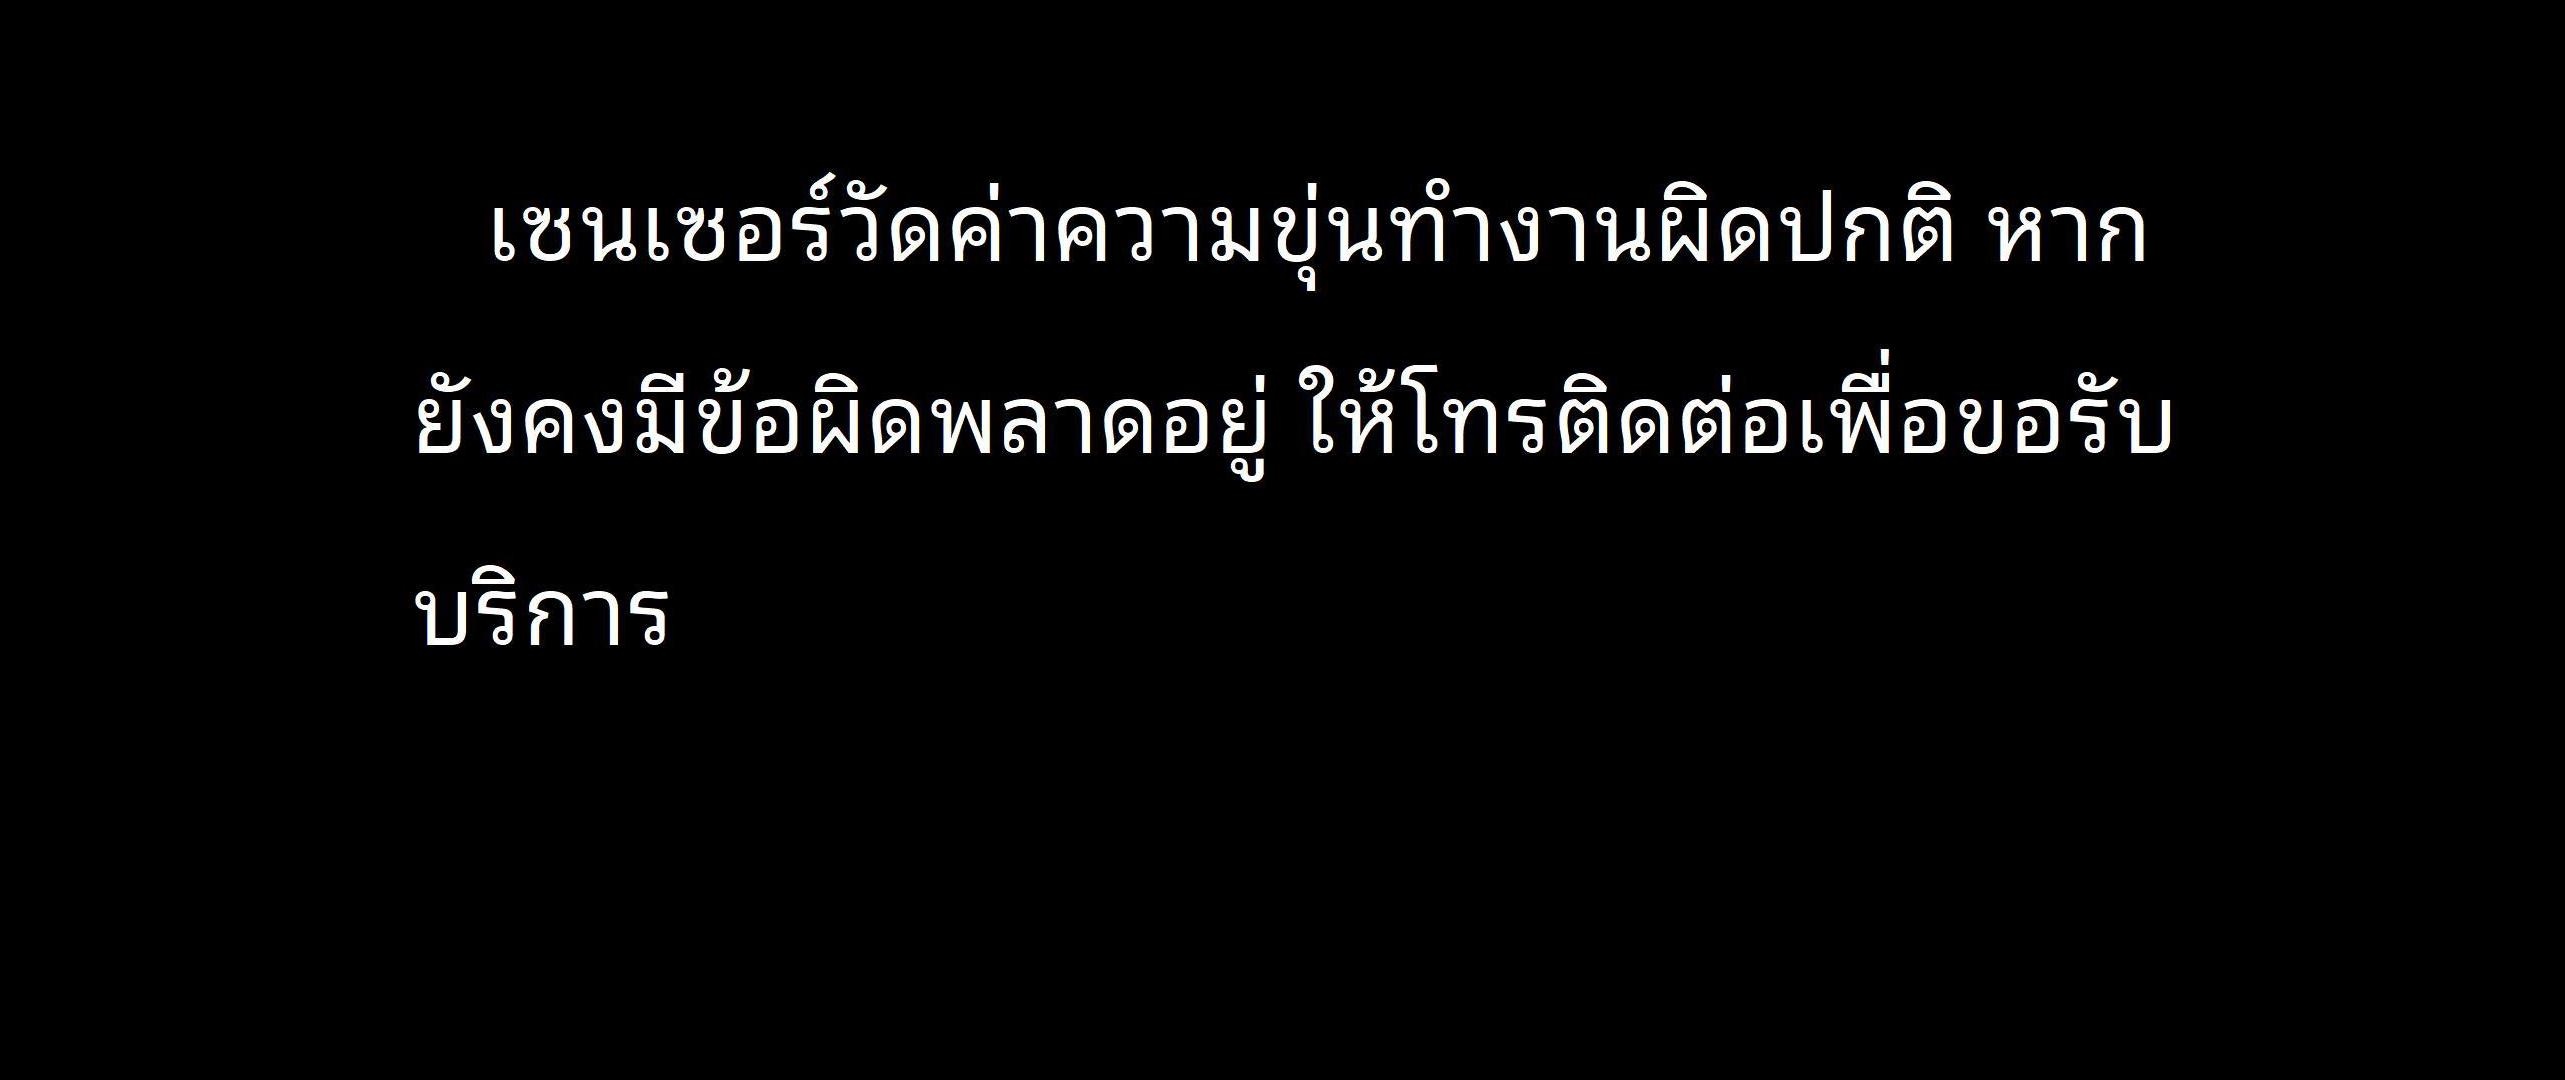 เซนเซอร์วัดค่าความขุ่นทำงานผิดปกติ หาก
ยังคงมีข้อผิดพลาดอยู่ ให้โทรติดต่อเพื่อขอรับ
บริการ